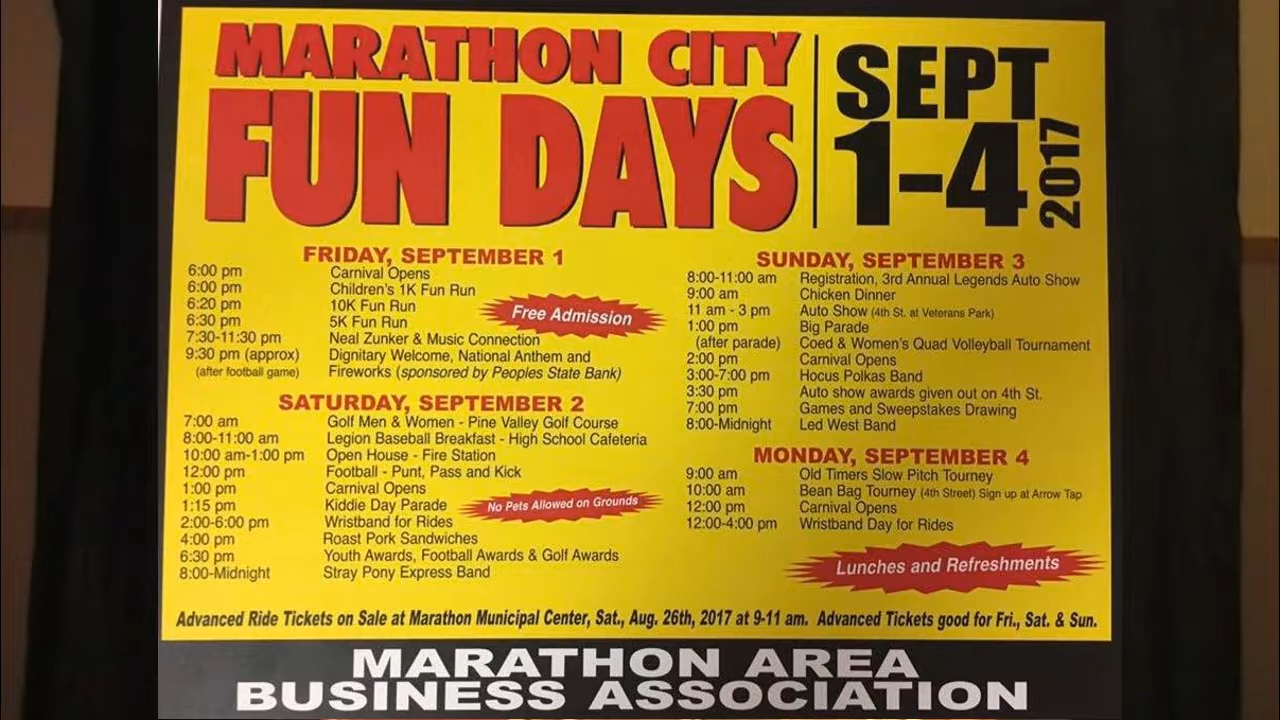 MARATHON CITY
FUN DAYS
SEPT
1-4
2017
FRIDAY, SEPTEMBER 1
6:00 pm Carnival Opens
6:00 pm Children's 1K Fun Run
6:20 pm 10K Fun Run
6:30 pm 5K Fun Run
Free Admission
7:30-11:30 pm Neal Zunker & Music Connection
9:30 pm (approx) Dignitary Welcome, National Anthem and
(after football game) Fireworks (sponsored by Peoples State Bank)
SATURDAY, SEPTEMBER 2
7:00 am Golf Men & Women - Pine Valley Golf Course
8:00-11:00 am Legion Baseball Breakfast - High School Cafeteria
10:00 am-1:00 pm Open House - Fire Station
12:00 pm Football - Punt, Pass and Kick
1:00 pm Carnival Opens
1:15 pm Kiddie Day Parade
No Pets Allowed on Grounds
2:00-6:00 pm Wristband for Rides
4:00 pm Roast Pork Sandwiches
6:30 pm Youth Awards, Football Awards & Golf Awards
8:00-Midnight Stray Pony Express Band
SUNDAY, SEPTEMBER 3
8:00-11:00 am Registration, 3rd Annual Legends Auto Show
9:00 am Chicken Dinner
11 am - 3 pm Auto Show (4th St. at Veterans Park)
1:00 pm Big Parade
(after parade) Coed & Women's Quad Volleyball Tournament
2:00 pm Carnival Opens
3:00-7:00 pm Hocus Polkas Band
3:30 pm Auto show awards given out on 4th St.
7:00 pm Games and Sweepstakes Drawing
8:00-Midnight Led West Band
MONDAY, SEPTEMBER 4
9:00 am Old Timers Slow Pitch Tourney
10:00 am Bean Bag Tourney (4th Street) Sign up at Arrow Tap
12:00 pm Carnival Opens
12:00-4:00 pm Wristband Day for Rides
Lunches and Refreshments
Advanced Ride Tickets on Sale at Marathon Municipal Center, Sat., Aug. 26th, 2017 at 9-11 am. Advanced Tickets good for Fri., Sat. & Sun.
MARATHON AREA
BUSINESS ASSOCIATION